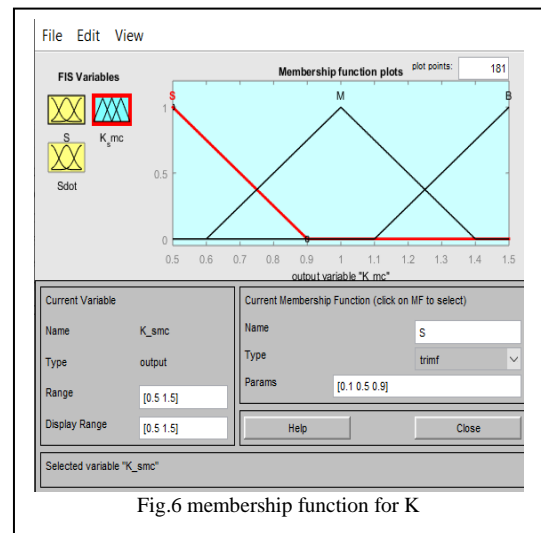 File Edit View
FIS Variables
S K_smc
Sdot
Membership function plots plot points: 181
S M B
1
0.5
0
0.5 0.6 0.7 0.8 0.9 1 1.1 1.2 1.3 1.4 1.5
output variable "K_mc"
Current Variable
Name K_smc
Type output
Range [0.5 1.5]
Display Range [0.5 1.5]
Current Membership Function (click on MF to select)
Name S
Type trimf
Params [0.1 0.5 0.9]
Help Close
Selected variable "K_smc"
Fig.6 membership function for K